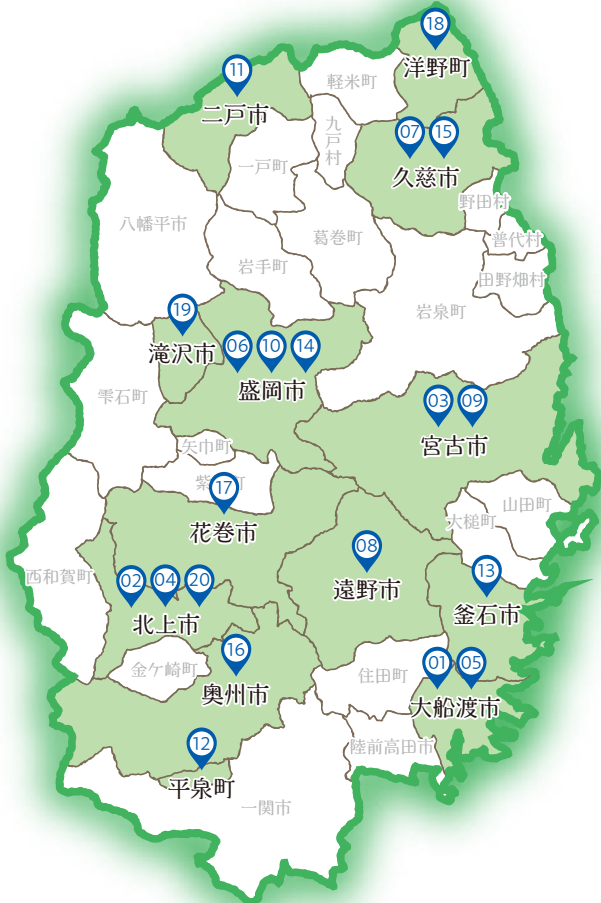 18
洋野町
11
二戸市
軽米町
九戸村
07 15
久慈市
一戸町
野田村
八幡平市
葛巻町
普代村
岩手町
田野畑村
19
滝沢市
岩泉町
06 10 14
盛岡市
雫石町
03 09
宮古市
矢巾町
17
紫 町
花巻市
山田町
大槌町
08
遠野市
西和賀町
02 04 20
北上市
13
釜石市
16
奥州市
金ケ崎町
住田町
01 05
大船渡市
12
平泉町
陸前高田市
一関市